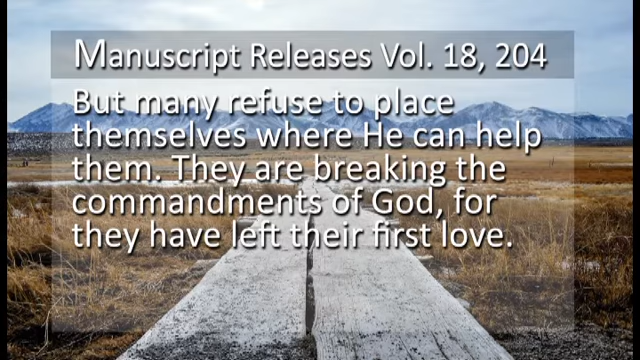 Manuscript Releases Vol. 18, 204
But many refuse to place
themselves where He can help
them. They are breaking the
commandments of God, for
they have left their first love.